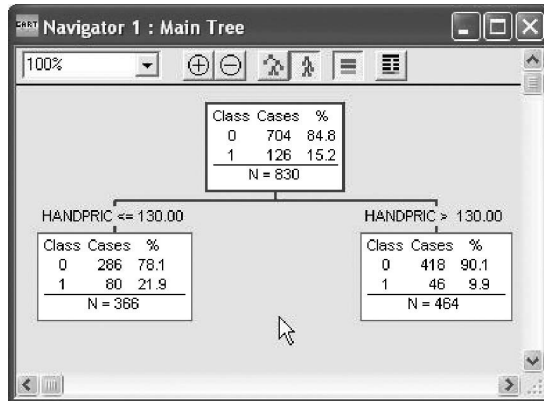 CART Navigator 1 : Main Tree
100%
Class Cases %
0 704 84.8
1 126 15.2
N = 830
HANDPRIC <= 130.00
HANDPRIC > 130.00
Class Cases %
0 286 78.1
1 80 21.9
N = 366
Class Cases %
0 418 90.1
1 46 9.9
N = 464